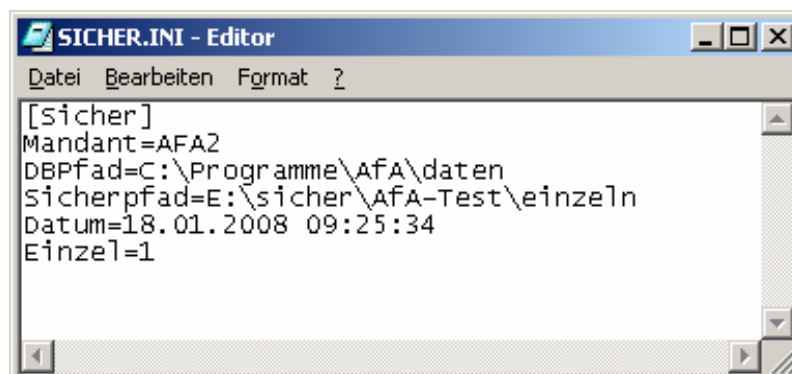 SICHER.INI - Editor
Datei Bearbeiten Format ?
[Sicher]
Mandant=AFA2
DBPfad=C:\Programme\AfA\daten
Sicherpfad=E:\sicher\AfA-Test\einzeln
Datum=18.01.2008 09:25:34
Einzel=1